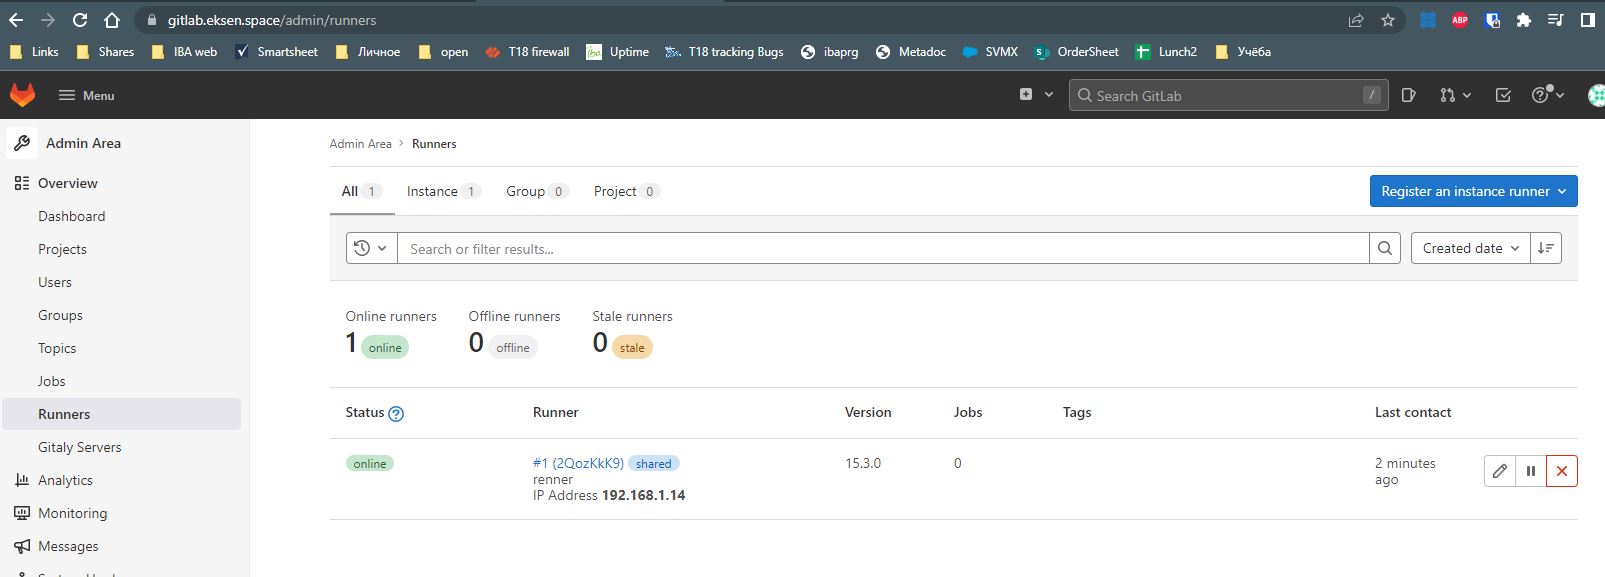 gitlab.eksen.space/admin/runners
ABP
Links Shares IBA web Smartsheet Личное open T18 firewall iba Uptime T18 tracking Bugs ibaprg Metadoc SVMX S OrderSheet Lunch2 Учёба
Menu Search GitLab /
Admin Area
Overview
Dashboard
Projects
Users
Groups
Topics
Jobs
Runners
Gitaly Servers
Analytics
Monitoring
Messages
Admin Area > Runners
All 1 Instance 1 Group 0 Project 0 Register an instance runner
Search or filter results... Created date
Online runners Offline runners Stale runners
1 online 0 offline 0 stale
Status Runner Version Jobs Tags Last contact
online #1 (2QozKkK9) shared 15.3.0 0 2 minutes
renner ago
IP Address 192.168.1.14